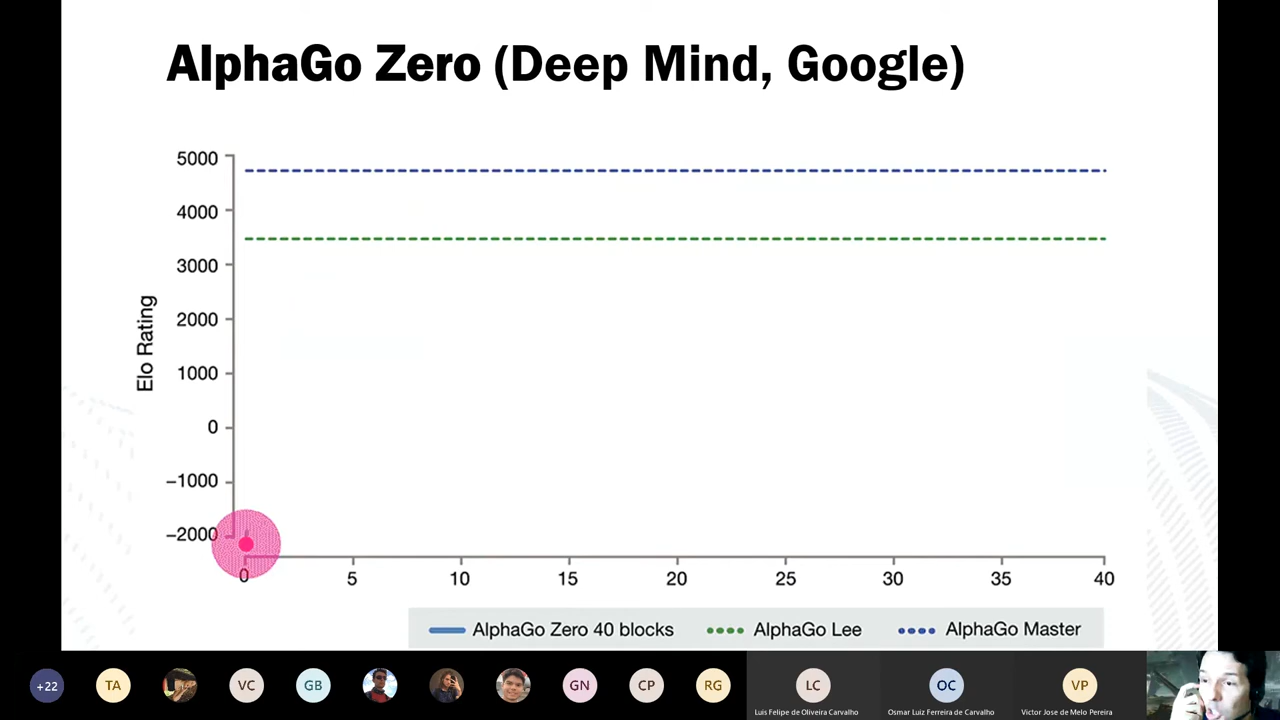 AlphaGo Zero (Deep Mind, Google)
5000
4000
3000
2000
1000
0
−1000
−2000
Elo Rating
0 5 10 15 20 25 30 35 40
AlphaGo Zero 40 blocks AlphaGo Lee AlphaGo Master
+22 TA VC GB GN CP RG LC OC VP
Luis Felipe de Oliveira Carvalho Osmar Luiz Ferreira de Carvalho Victor Jose de Melo Pereira